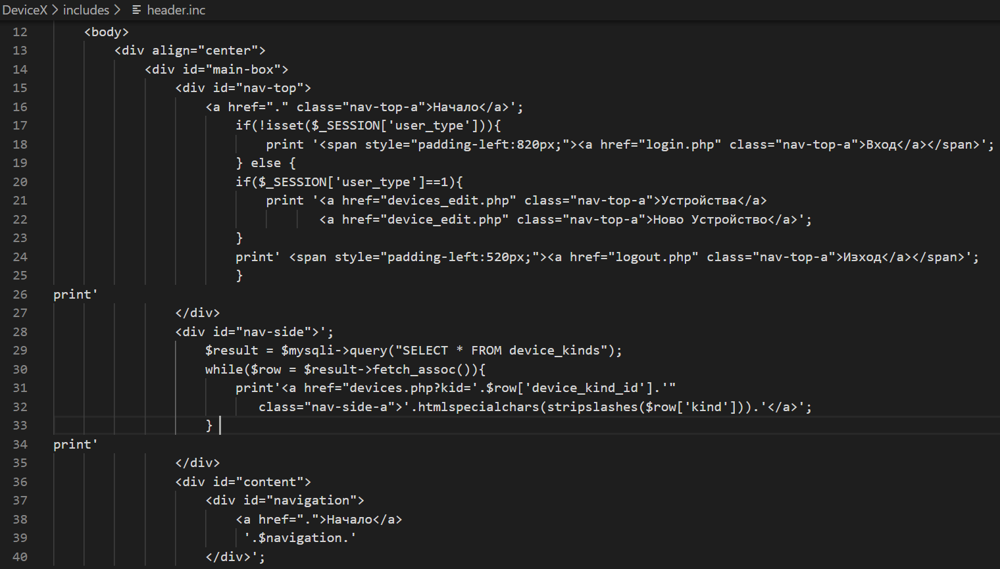 DeviceX > includes > header.inc
12 <body>
13 <div align="center">
14 <div id="main-box">
15 <div id="nav-top">
16 <a href="." class="nav-top-a">Начало</a>';
17 if(!isset($_SESSION['user_type'])){
18 print '<span style="padding-left:820px;"><a href="login.php" class="nav-top-a">Вход</a></span>';
19 } else {
20 if($_SESSION['user_type']==1){
21 print '<a href="devices_edit.php" class="nav-top-a">Устройства</a>
22 <a href="device_edit.php" class="nav-top-a">Ново Устройство</a>';
23 }
24 print' <span style="padding-left:520px;"><a href="logout.php" class="nav-top-a">Изход</a></span>';
25 }
26 print'
27 </div>
28 <div id="nav-side">';
29 $result = $mysqli->query("SELECT * FROM device_kinds");
30 while($row = $result->fetch_assoc()){
31 print'<a href="devices.php?kid='.$row['device_kind_id'].'"
32 class="nav-side-a">'.htmlspecialchars(stripslashes($row['kind'])).'</a>';
33 }
34 print'
35 </div>
36 <div id="content">
37 <div id="navigation">
38 <a href=".">Начало</a>
39 '.$navigation.'
40 </div>';